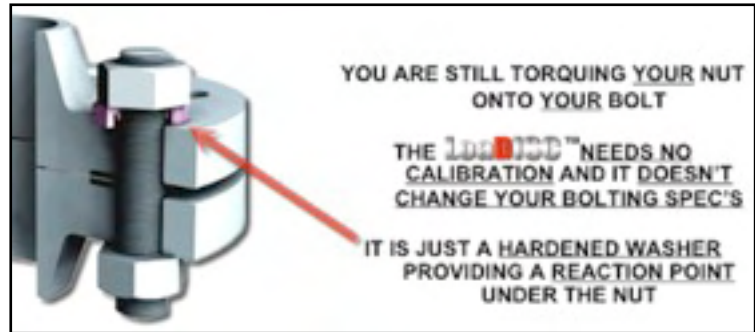 YOU ARE STILL TORQUING YOUR NUT
ONTO YOUR BOLT
THE ™ NEEDS NO
CALIBRATION AND IT DOESN'T
CHANGE YOUR BOLTING SPEC'S
IT IS JUST A HARDENED WASHER
PROVIDING A REACTION POINT
UNDER THE NUT